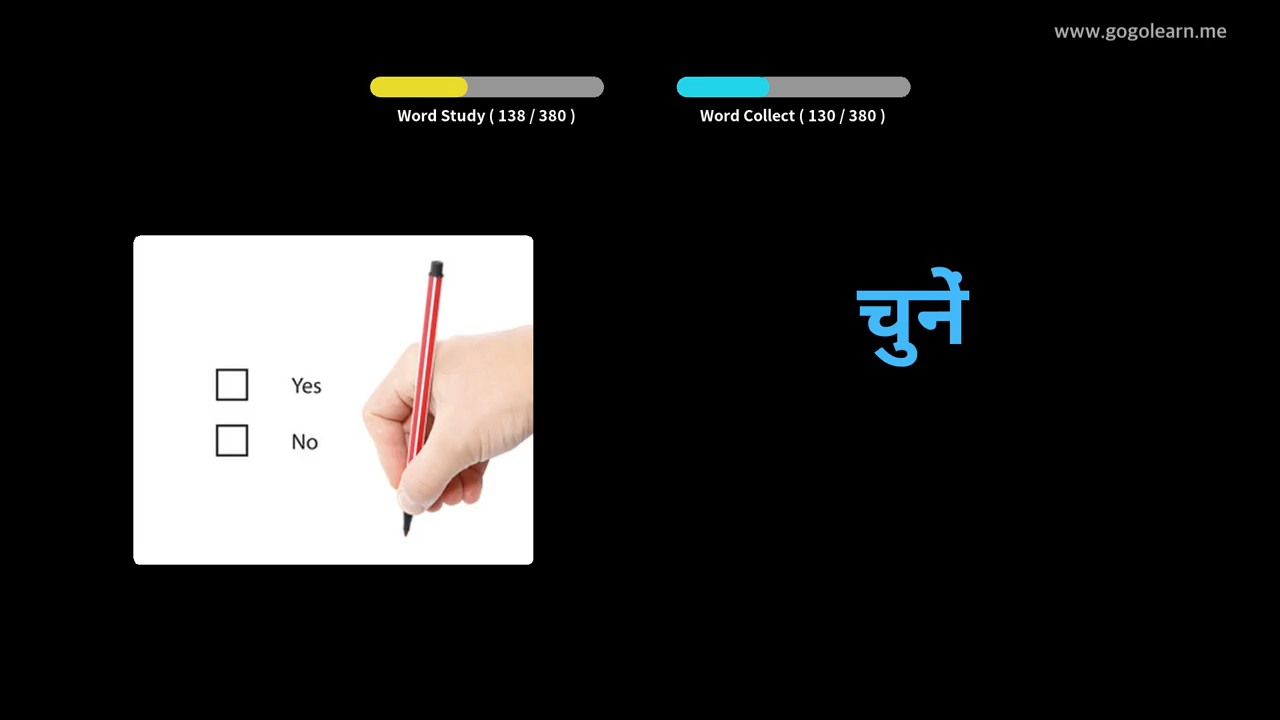 www.gogolearn.me
Word Study ( 138 / 380 )
Word Collect ( 130 / 380 )
चुनें
Yes
No